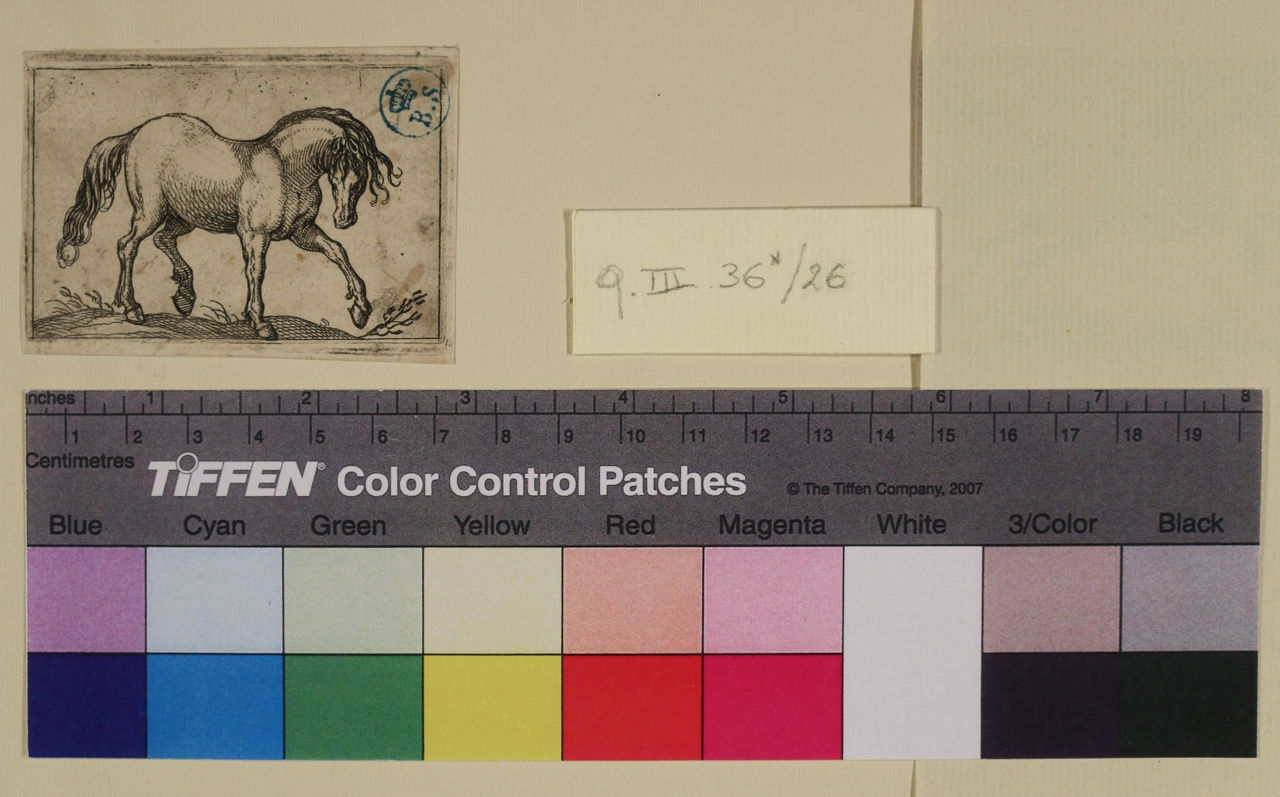 B.S
q. III 36*/26
nches 1 2 3 4 5 6 7 8
1 2 3 4 5 6 7 8 9 10 11 12 13 14 15 16 17 18 19
Centimetres
TiFFEN® Color Control Patches © The Tiffen Company, 2007
Blue Cyan Green Yellow Red Magenta White 3/Color Black